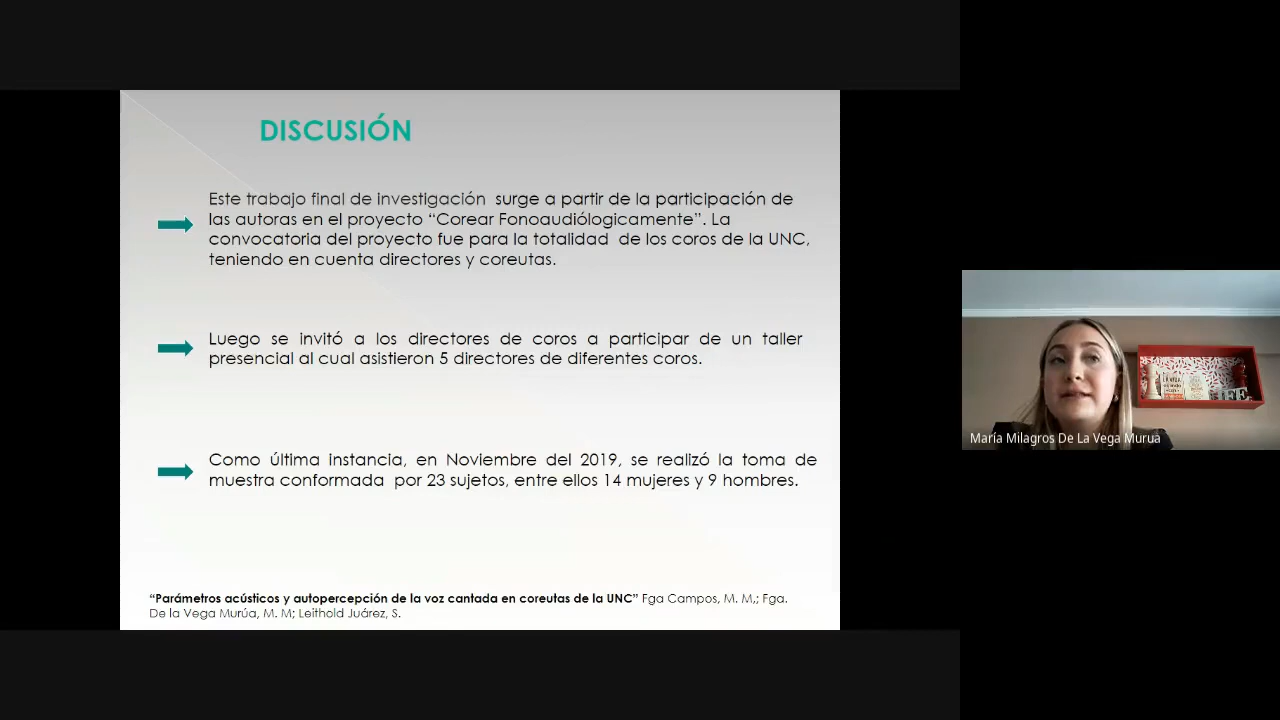 DISCUSIÓN
Este trabajo final de investigación surge a partir de la participación de
las autoras en el proyecto “Corear Fonoaudiólogicamente”. La
convocatoria del proyecto fue para la totalidad de los coros de la UNC,
teniendo en cuenta directores y coreutas.
Luego se invitó a los directores de coros a participar de un taller
presencial al cual asistieron 5 directores de diferentes coros.
Como última instancia, en Noviembre del 2019, se realizó la toma de
muestra conformada por 23 sujetos, entre ellos 14 mujeres y 9 hombres.
“Parámetros acústicos y autopercepción de la voz cantada en coreutas de la UNC” Fga Campos, M. M,; Fga.
De la Vega Murúa, M. M; Leithold Juárez, S.
María Milagros De La Vega Murua